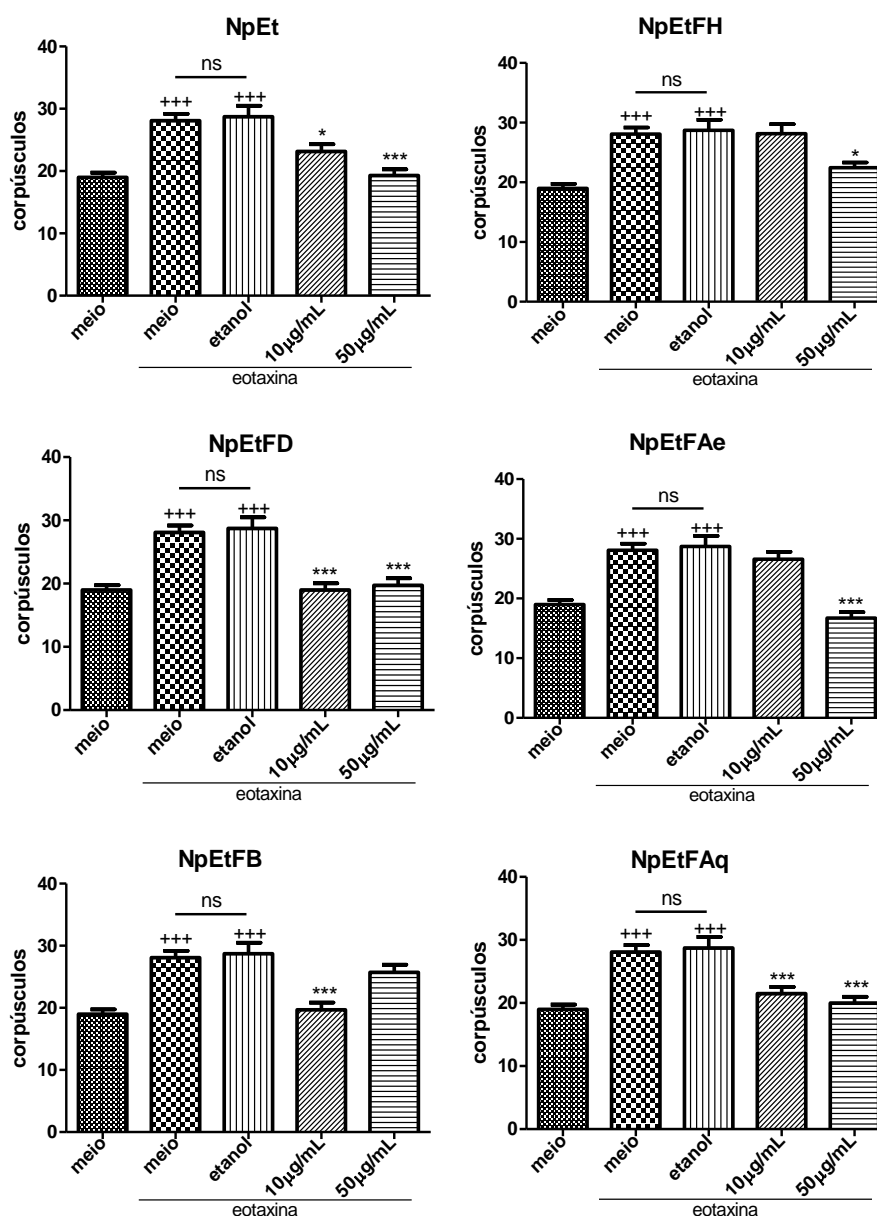 NpEt
corpúsculos
40
30
20
10
0
ns
+++
+++
*
***
meio
meio
etanol
10µg/mL
50µg/mL
eotaxina
NpEtFH
corpúsculos
40
30
20
10
0
ns
+++
+++
*
meio
meio
etanol
10µg/mL
50µg/mL
eotaxina
NpEtFD
corpúsculos
40
30
20
10
0
ns
+++
+++
***
***
meio
meio
etanol
10µg/mL
50µg/mL
eotaxina
NpEtFAe
corpúsculos
40
30
20
10
0
ns
+++
+++
***
meio
meio
etanol
10µg/mL
50µg/mL
eotaxina
NpEtFB
corpúsculos
40
30
20
10
0
ns
+++
+++
***
meio
meio
etanol
10µg/mL
50µg/mL
eotaxina
NpEtFAq
corpúsculos
40
30
20
10
0
ns
+++
+++
***
***
meio
meio
etanol
10µg/mL
50µg/mL
eotaxina